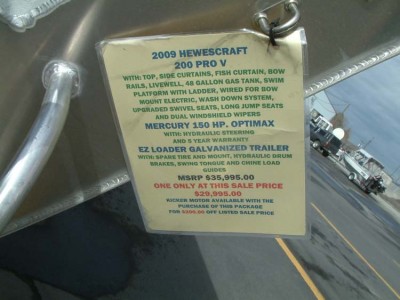 2009 HEWESCRAFT
200 PRO V
WITH: TOP, SIDE CURTAINS, FISH CURTAIN, BOW
RAILS, LIVEWELL, 48 GALLON GAS TANK, SWIM
PLATFORM WITH LADDER, WIRED FOR BOW
MOUNT ELECTRIC, WASH DOWN SYSTEM,
UPGRADED SWIVEL SEATS, LONG JUMP SEATS
AND DUAL WINDSHIELD WIPERS
MERCURY 150 HP. OPTIMAX
WITH: HYDRAULIC STEERING
AND 5 YEAR WARRANTY
EZ LOADER GALVANIZED TRAILER
WITH: SPARE TIRE AND MOUNT, HYDRAULIC DRUM
BRAKES, SWING TONGUE AND CHINE LOAD
GUIDES
MSRP $35,995.00
ONE ONLY AT THIS SALE PRICE
$29,995.00
KICKER MOTOR AVAILABLE WITH THE
PURCHASE OF THIS PACKAGE
FOR OFF LISTED SALE PRICE